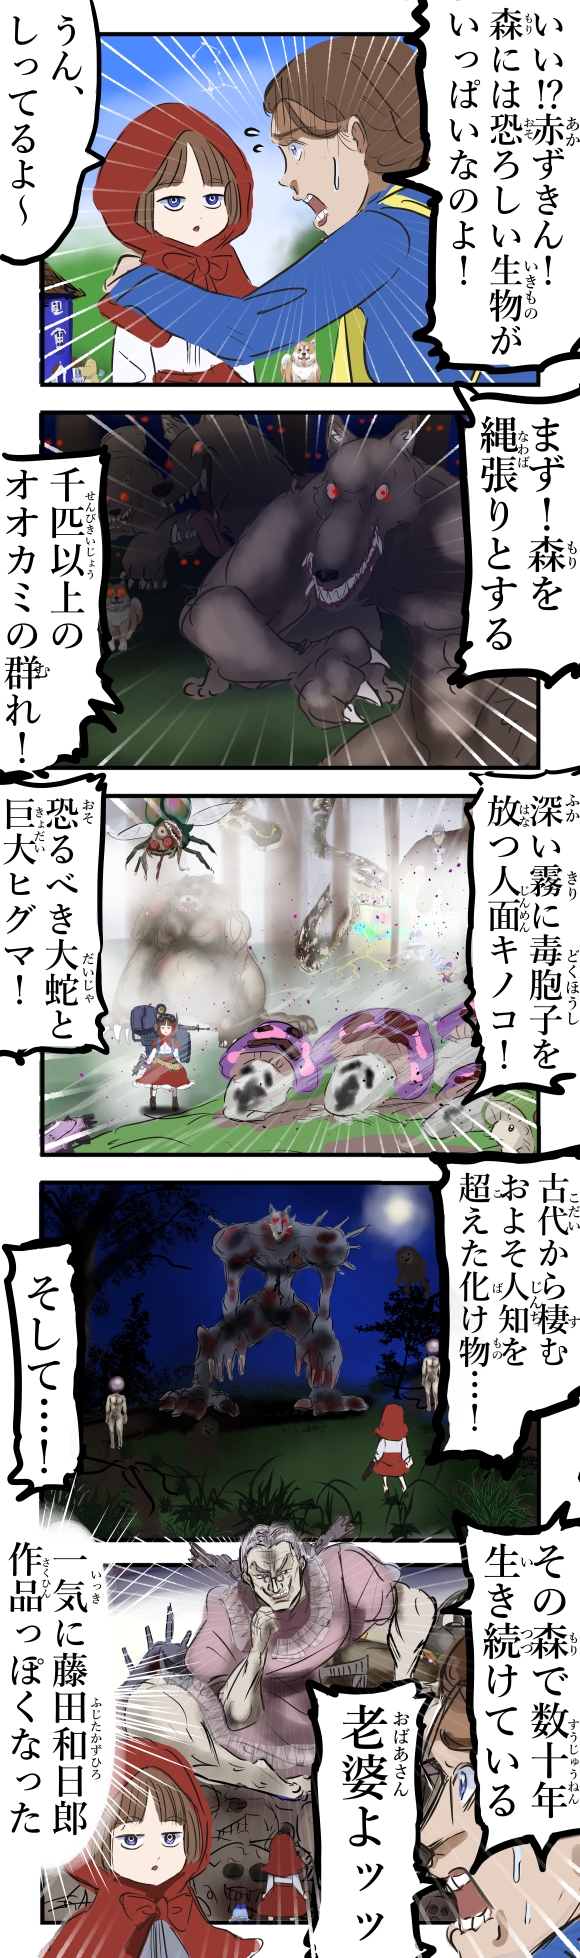 いい!?赤ずきん！
森には恐ろしい生物が
いっぱいなのよ！
うん、
しってるよ～
まず！森を
縄張りとする
千匹以上の
オオカミの群れ！
深い霧に毒胞子を
放つ人面キノコ！
恐るべき大蛇と
巨大ヒグマ！
古代から棲む
およそ人知を
超えた化け物…！
そして…！
その森で数十年
生き続けている
老婆よッッ
一気に藤田和日郎
作品っぽくなった